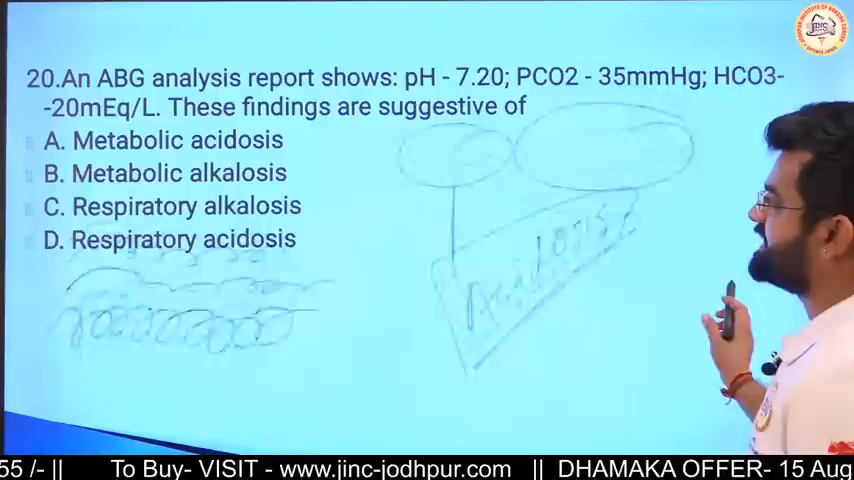 20.An ABG analysis report shows: pH - 7.20; PCO2 - 35mmHg; HCO3-
-20mEq/L. These findings are suggestive of
A. Metabolic acidosis
B. Metabolic alkalosis
C. Respiratory alkalosis
D. Respiratory acidosis
Acidosis
JINC
55 /- || To Buy- VISIT - www.jinc-jodhpur.com || DHAMAKA OFFER- 15 Aug